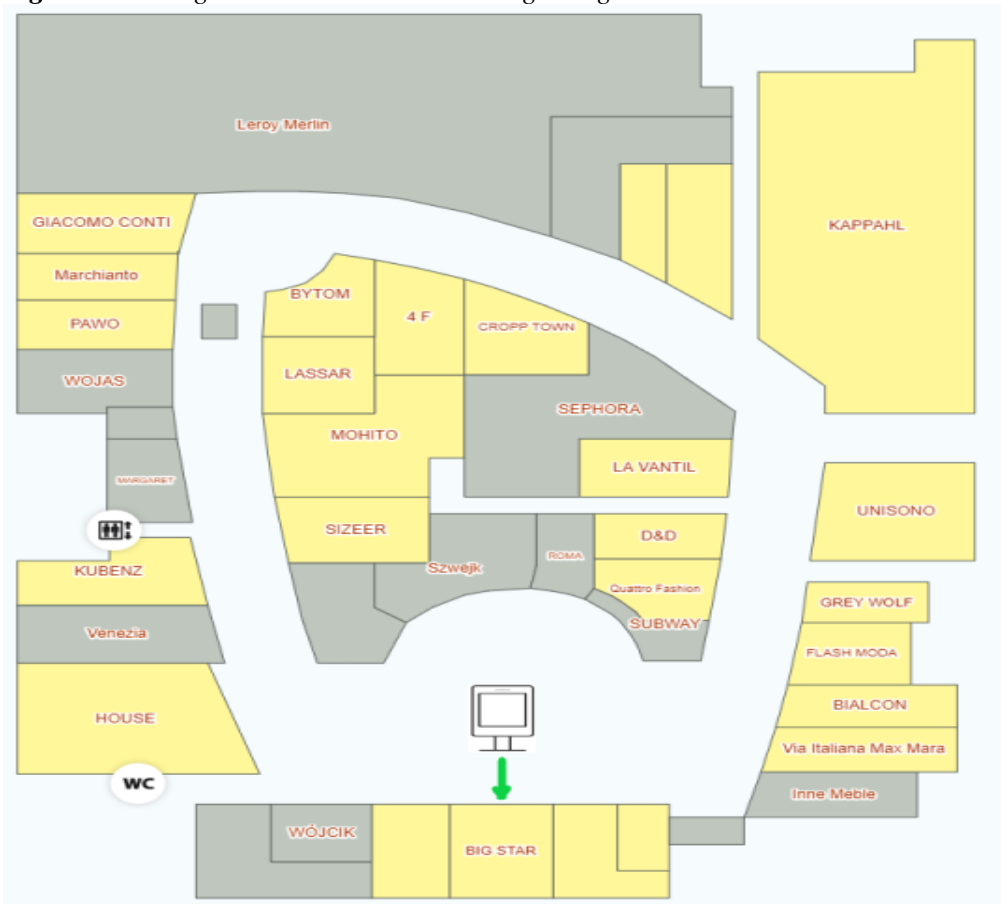 Leroy Merlin
GIACOMO CONTI
KAPPAHL
Marchianto
BYTOM
PAWO
4 F
CROPP TOWN
LASSAR
WOJAS
SEPHORA
MOHITO
LA VANTIL
MARGARET
UNISONO
SIZEER
D&D
ROMA
Szwejk
KUBENZ
Quattro Fashion
GREY WOLF
SUBWAY
Venezia
FLASH MODA
BIALCON
HOUSE
Via Italiana Max Mara
WC
Inne Meble
WÓJCIK
BIG STAR